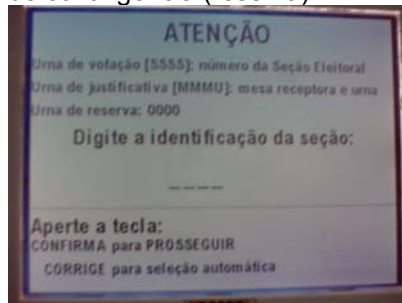 (reserva)
ATENÇÃO
Urna de votação [SSSS]: número da Seção Eleitoral
Urna de justificativa [MMMU]: mesa receptora e urna
Urna de reserva: 0000
Digite a identificação da seção:
_ _ _ _
Aperte a tecla:
CONFIRMA para PROSSEGUIR
CORRIGE para seleção automática